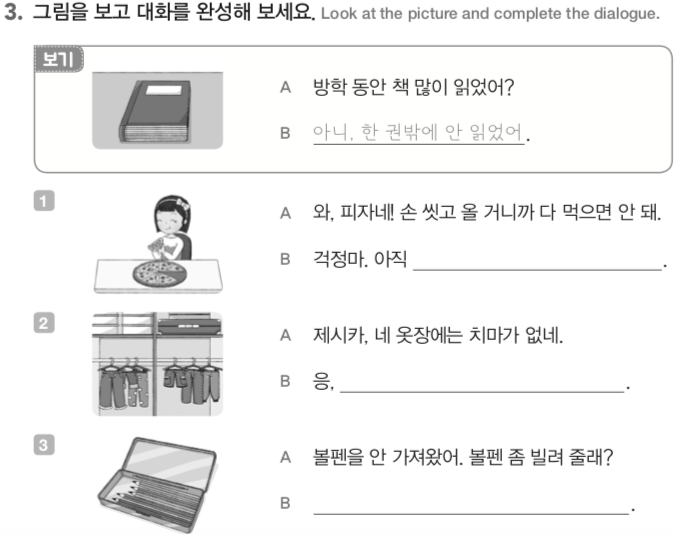 3. 그림을 보고 대화를 완성해 보세요. Look at the picture and complete the dialogue.
보기
A 방학 동안 책 많이 읽었어?
B 아니, 한 권밖에 안 읽었어.
1
A 와, 피자네! 손 씻고 올 거니까 다 먹으면 안 돼.
B 걱정마. 아직 ____________________.
2
A 제시카, 네 옷장에는 치마가 없네.
B 응, ____________________.
3
A 볼펜을 안 가져왔어. 볼펜 좀 빌려 줄래?
B ____________________.